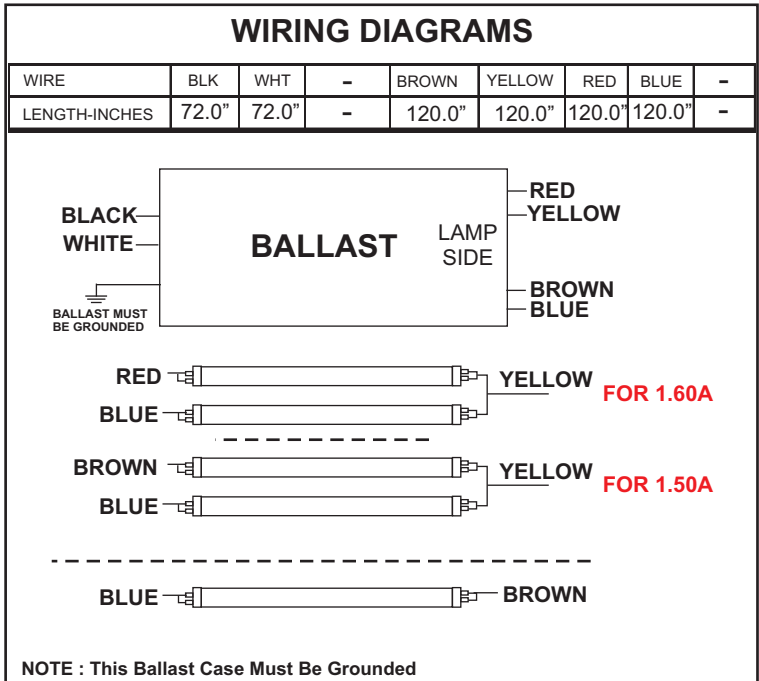 WIRING DIAGRAMS
WIRE BLK WHT - BROWN YELLOW RED BLUE -
LENGTH-INCHES 72.0” 72.0” - 120.0” 120.0” 120.0” 120.0” -
BLACK
WHITE
BALLAST MUST
BE GROUNDED
BALLAST
LAMP
SIDE
RED
YELLOW
BROWN
BLUE
RED
BLUE
YELLOW
FOR 1.60A
BROWN
BLUE
YELLOW
FOR 1.50A
BLUE
BROWN
NOTE : This Ballast Case Must Be Grounded